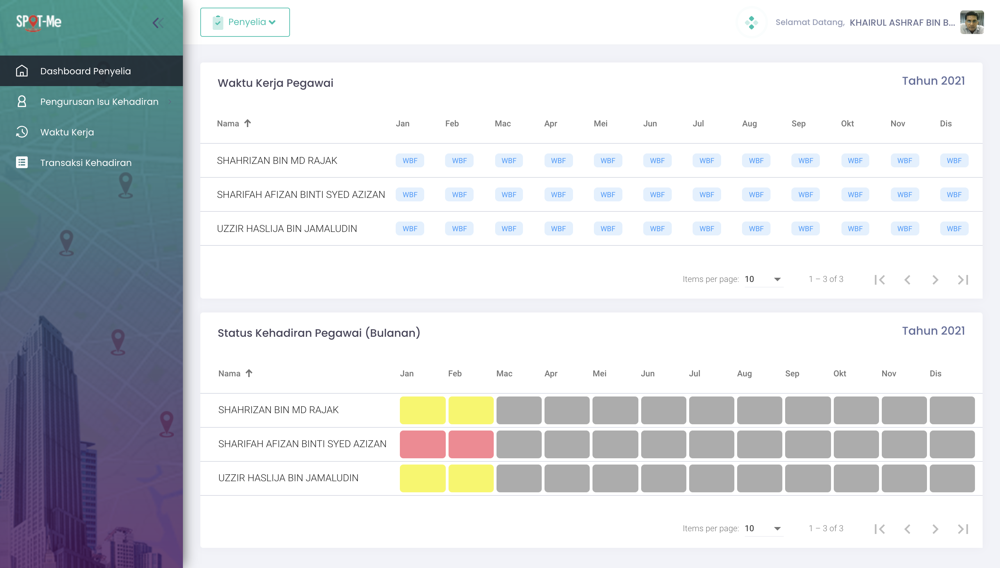 SPOT-Me
Penyelia
Selamat Datang, KHAIRUL ASHRAF BIN B...
Dashboard Penyelia
Pengurusan Isu Kehadiran
Waktu Kerja
Transaksi Kehadiran
Waktu Kerja Pegawai
Tahun 2021
Nama Jan Feb Mac Apr Mei Jun Jul Aug Sep Okt Nov Dis
SHAHRIZAN BIN MD RAJAK WBF WBF WBF WBF WBF WBF WBF WBF WBF WBF WBF WBF
SHARIFAH AFIZAN BINTI SYED AZIZAN WBF WBF WBF WBF WBF WBF WBF WBF WBF WBF WBF WBF
UZZIR HASLIJA BIN JAMALUDIN WBF WBF WBF WBF WBF WBF WBF WBF WBF WBF WBF WBF
Items per page: 10 1 – 3 of 3
Status Kehadiran Pegawai (Bulanan)
Tahun 2021
Nama Jan Feb Mac Apr Mei Jun Jul Aug Sep Okt Nov Dis
SHAHRIZAN BIN MD RAJAK
SHARIFAH AFIZAN BINTI SYED AZIZAN
UZZIR HASLIJA BIN JAMALUDIN
Items per page: 10 1 – 3 of 3